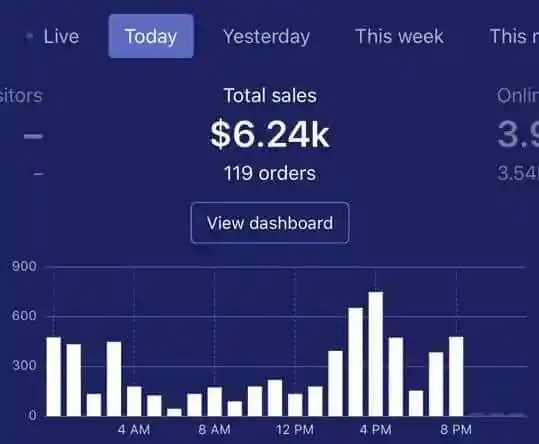 Live Today Yesterday This week This
sitors Total sales Onlin
– $6.24k 3.9
– 119 orders 3.54
View dashboard
900
600
300
0
4 AM 8 AM 12 PM 4 PM 8 PM